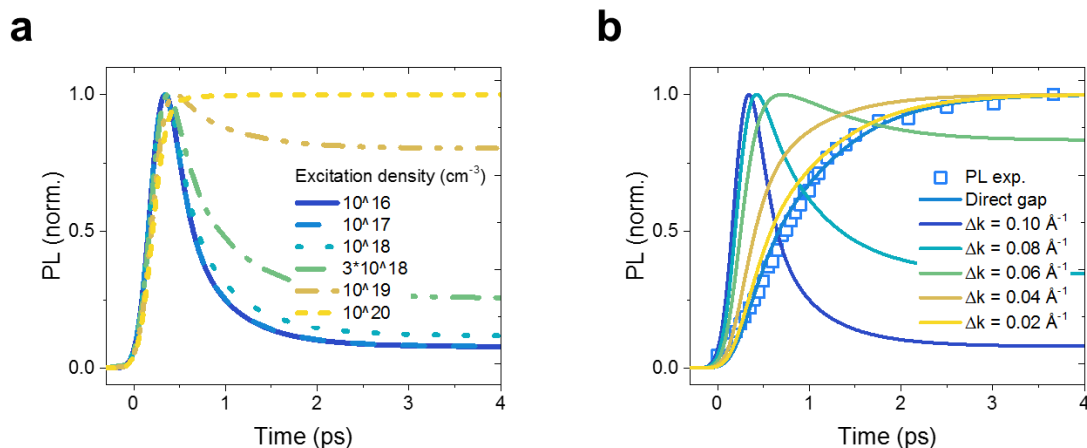 a
1.0
0.5
0.0
PL (norm.)
Excitation density (cm⁻³)
10^16
10^17
10^18
3*10^18
10^19
10^20
0
1
2
3
4
Time (ps)
b
1.0
0.5
0.0
PL (norm.)
PL exp.
Direct gap
Δk = 0.10 Å⁻¹
Δk = 0.08 Å⁻¹
Δk = 0.06 Å⁻¹
Δk = 0.04 Å⁻¹
Δk = 0.02 Å⁻¹
0
1
2
3
4
Time (ps)